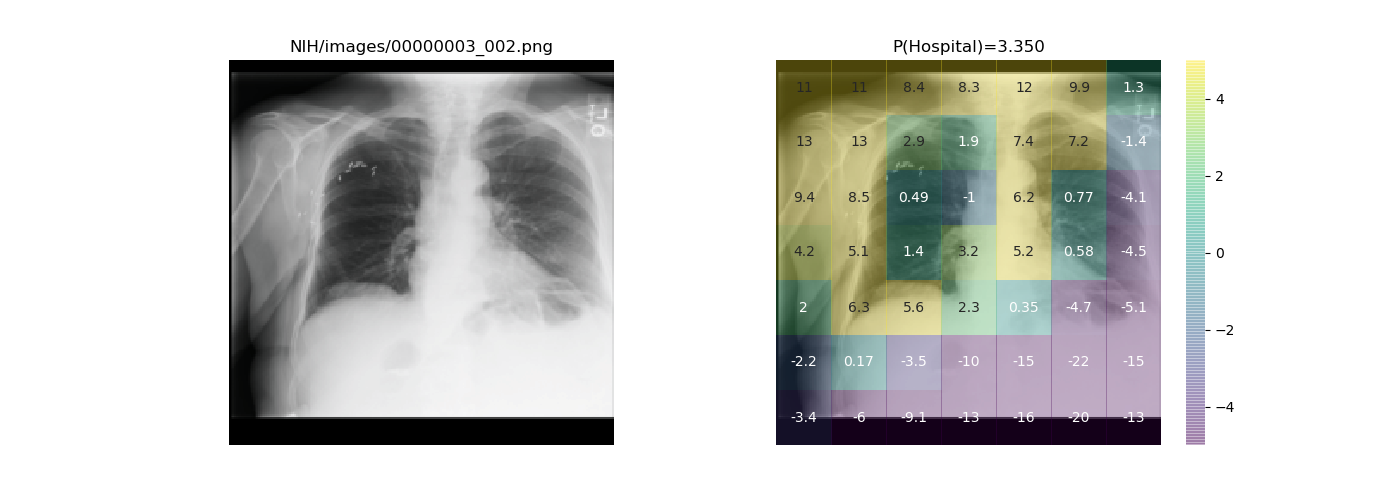 NIH/images/00000003_002.png
P(Hospital)=3.350
11 11 8.4 8.3 12 9.9 1.3
13 13 2.9 1.9 7.4 7.2 -1.4
9.4 8.5 0.49 -1 6.2 0.77 -4.1
4.2 5.1 1.4 3.2 5.2 0.58 -4.5
2 6.3 5.6 2.3 0.35 -4.7 -5.1
-2.2 0.17 -3.5 -10 -15 -22 -15
-3.4 -6 -9.1 -13 -16 -20 -13
4
2
0
−2
−4